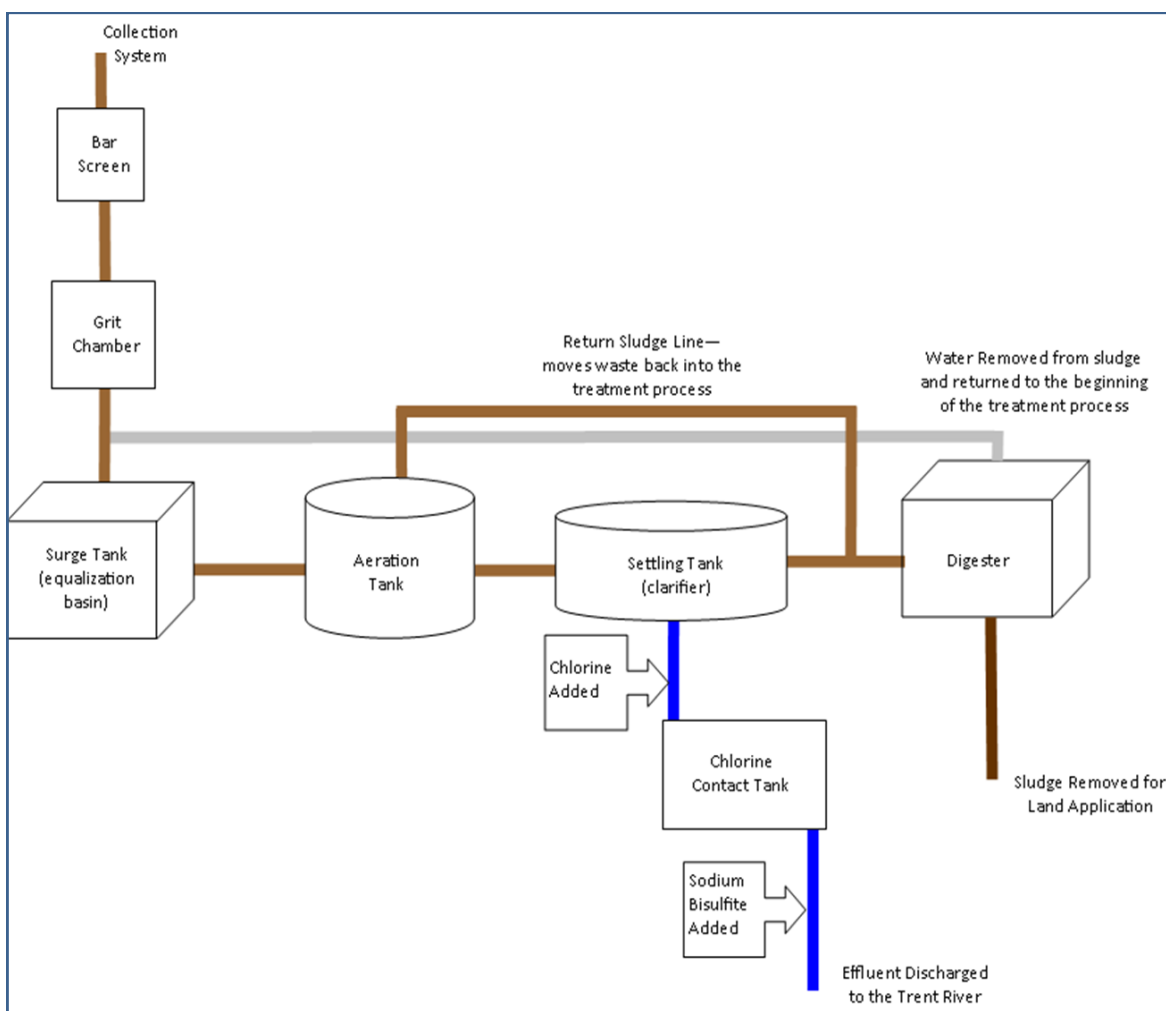 Collection
System
Bar
Screen
Grit
Chamber
Return Sludge Line—
moves waste back into the
treatment process
Water Removed from sludge
and returned to the beginning
of the treatment process
Surge Tank
(equalization
basin)
Aeration
Tank
Settling Tank
(clarifier)
Digester
Chlorine
Added
Chlorine
Contact Tank
Sludge Removed for
Land Application
Sodium
Bisulfite
Added
Effluent Discharged
to the Trent River